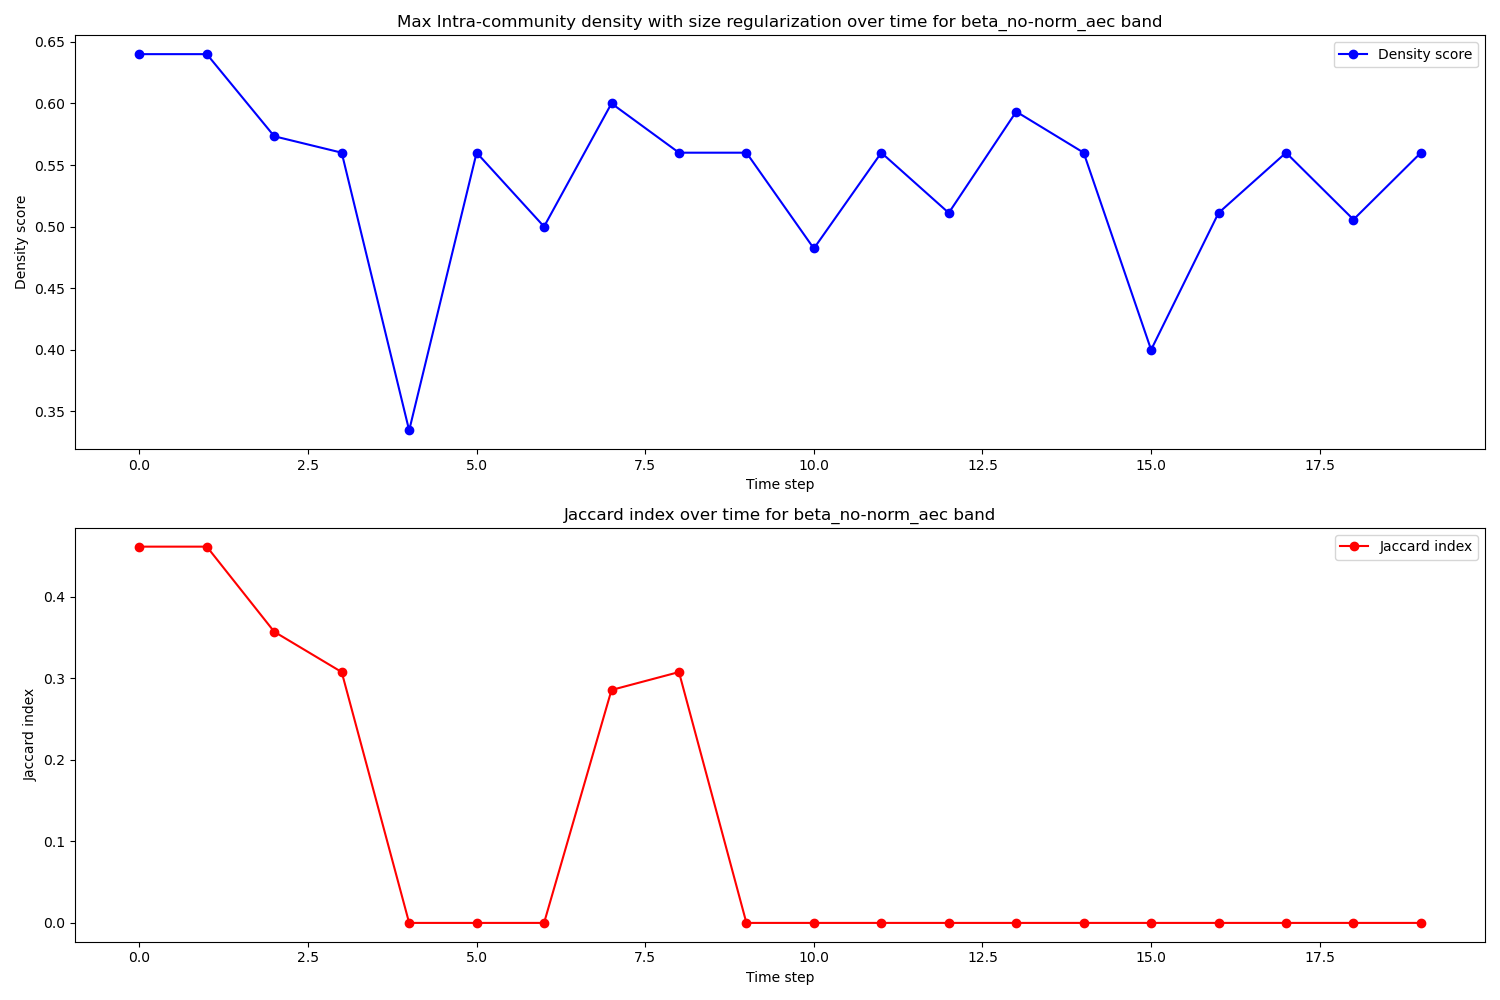 Max Intra-community density with size regularization over time for beta_no-norm_aec band
Density score
0.65
0.60
0.55
0.50
0.45
0.40
0.35
Density score
0.0 2.5 5.0 7.5 10.0 12.5 15.0 17.5
Time step
Jaccard index over time for beta_no-norm_aec band
Jaccard index
0.4
0.3
0.2
0.1
0.0
Jaccard index
0.0 2.5 5.0 7.5 10.0 12.5 15.0 17.5
Time step